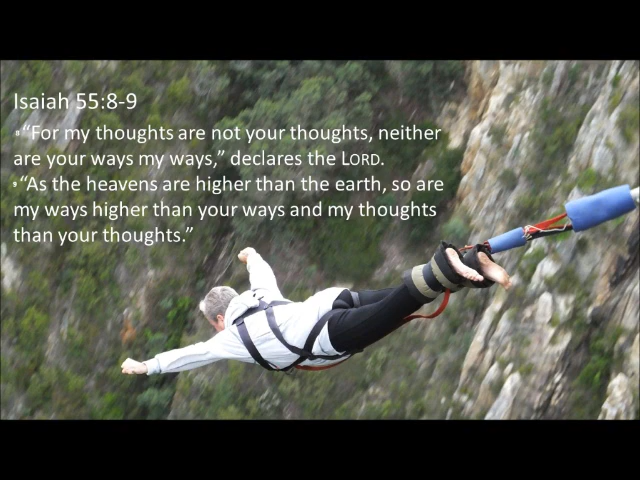 Isaiah 55:8-9
8 “For my thoughts are not your thoughts, neither
are your ways my ways,” declares the LORD.
9 “As the heavens are higher than the earth, so are
my ways higher than your ways and my thoughts
than your thoughts.”